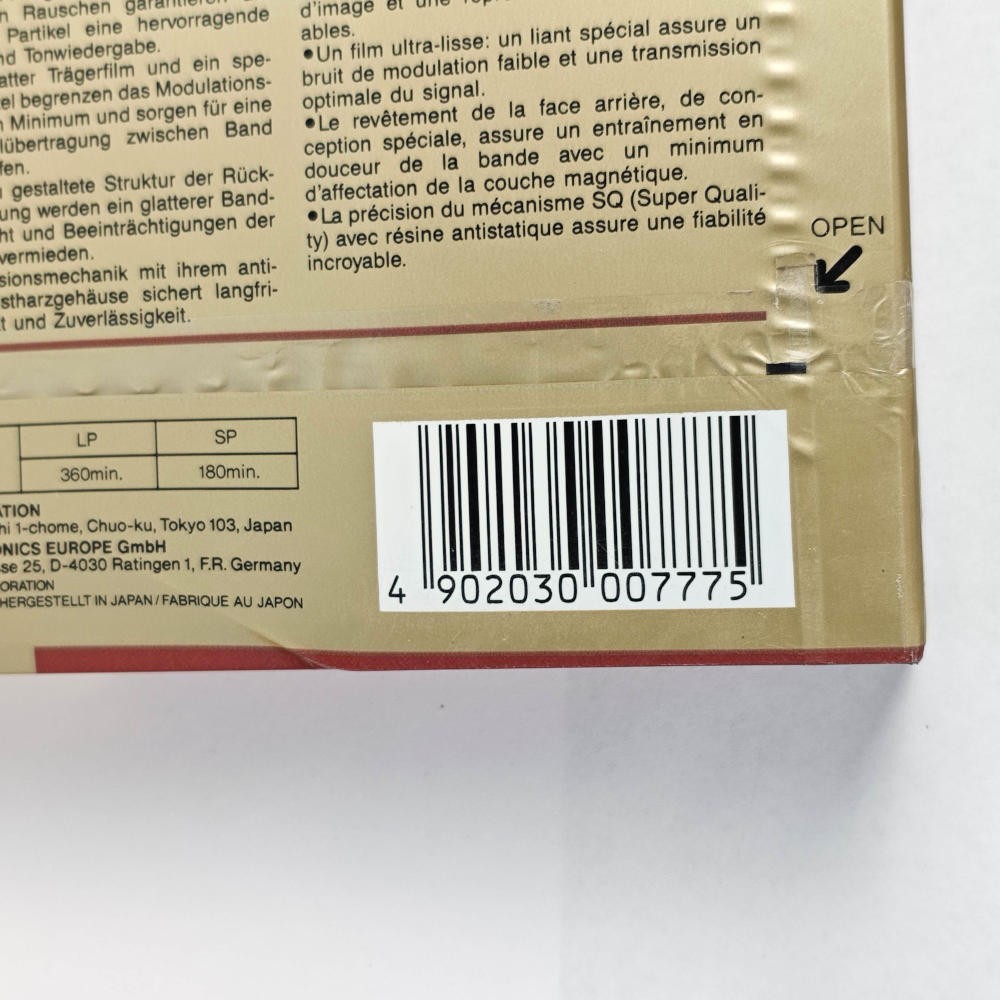 Rauschen garantieren
Partikel eine hervorragende
nd Tonwiedergabe.
atter Trägerfilm und ein spe-
el begrenzen das Modulations-
Minimum und sorgen für eine
lübertragung zwischen Band
fen.
gestaltete Struktur der Rück-
ung werden ein glatterer Band-
ht und Beeinträchtigungen der
vermieden.
sionsmechanik mit ihrem anti-
stharzgehäuse sichert langfri-
t und Zuverlässigkeit.
d'image et une
ables.
•Un film ultra-lisse: un liant spécial assure un
bruit de modulation faible et une transmission
optimale du signal.
•Le revêtement de la face arrière, de con-
ception spéciale, assure un entraînement en
douceur de la bande avec un minimum
d'affectation de la couche magnétique.
•La précision du mécanisme SQ (Super Quali-
ty) avec résine antistatique assure une fiabilité
incroyable.
OPEN
LP SP
360min. 180min.
ATION
hi 1-chome, Chuo-ku, Tokyo 103, Japan
ONICS EUROPE GmbH
sse 25, D-4030 Ratingen 1, F.R. Germany
ORATION
HERGESTELLT IN JAPAN/FABRIQUE AU JAPON
4 902030 007775